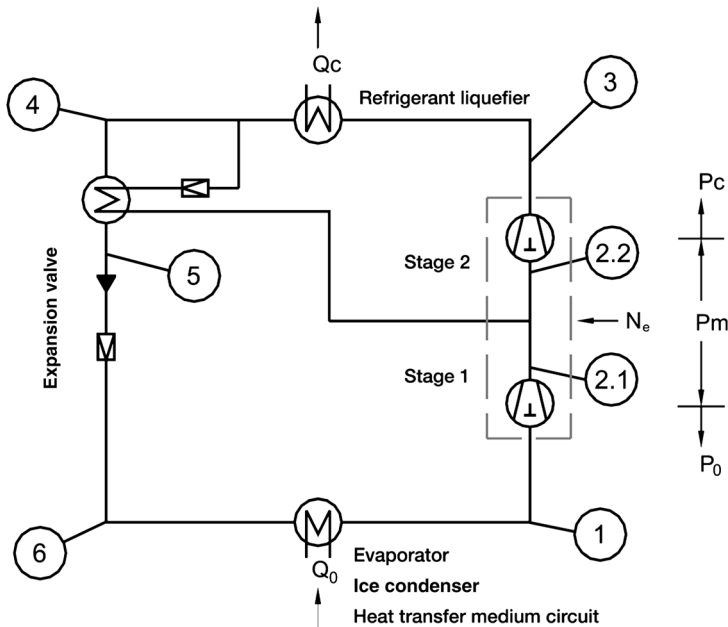 Qc
Refrigerant liquefier
3
4
Pc
Stage 2
2.2
5
Expansion valve
Nₑ
Pm
Stage 1
2.1
P₀
6
1
Q₀
Evaporator
Ice condenser
Heat transfer medium circuit